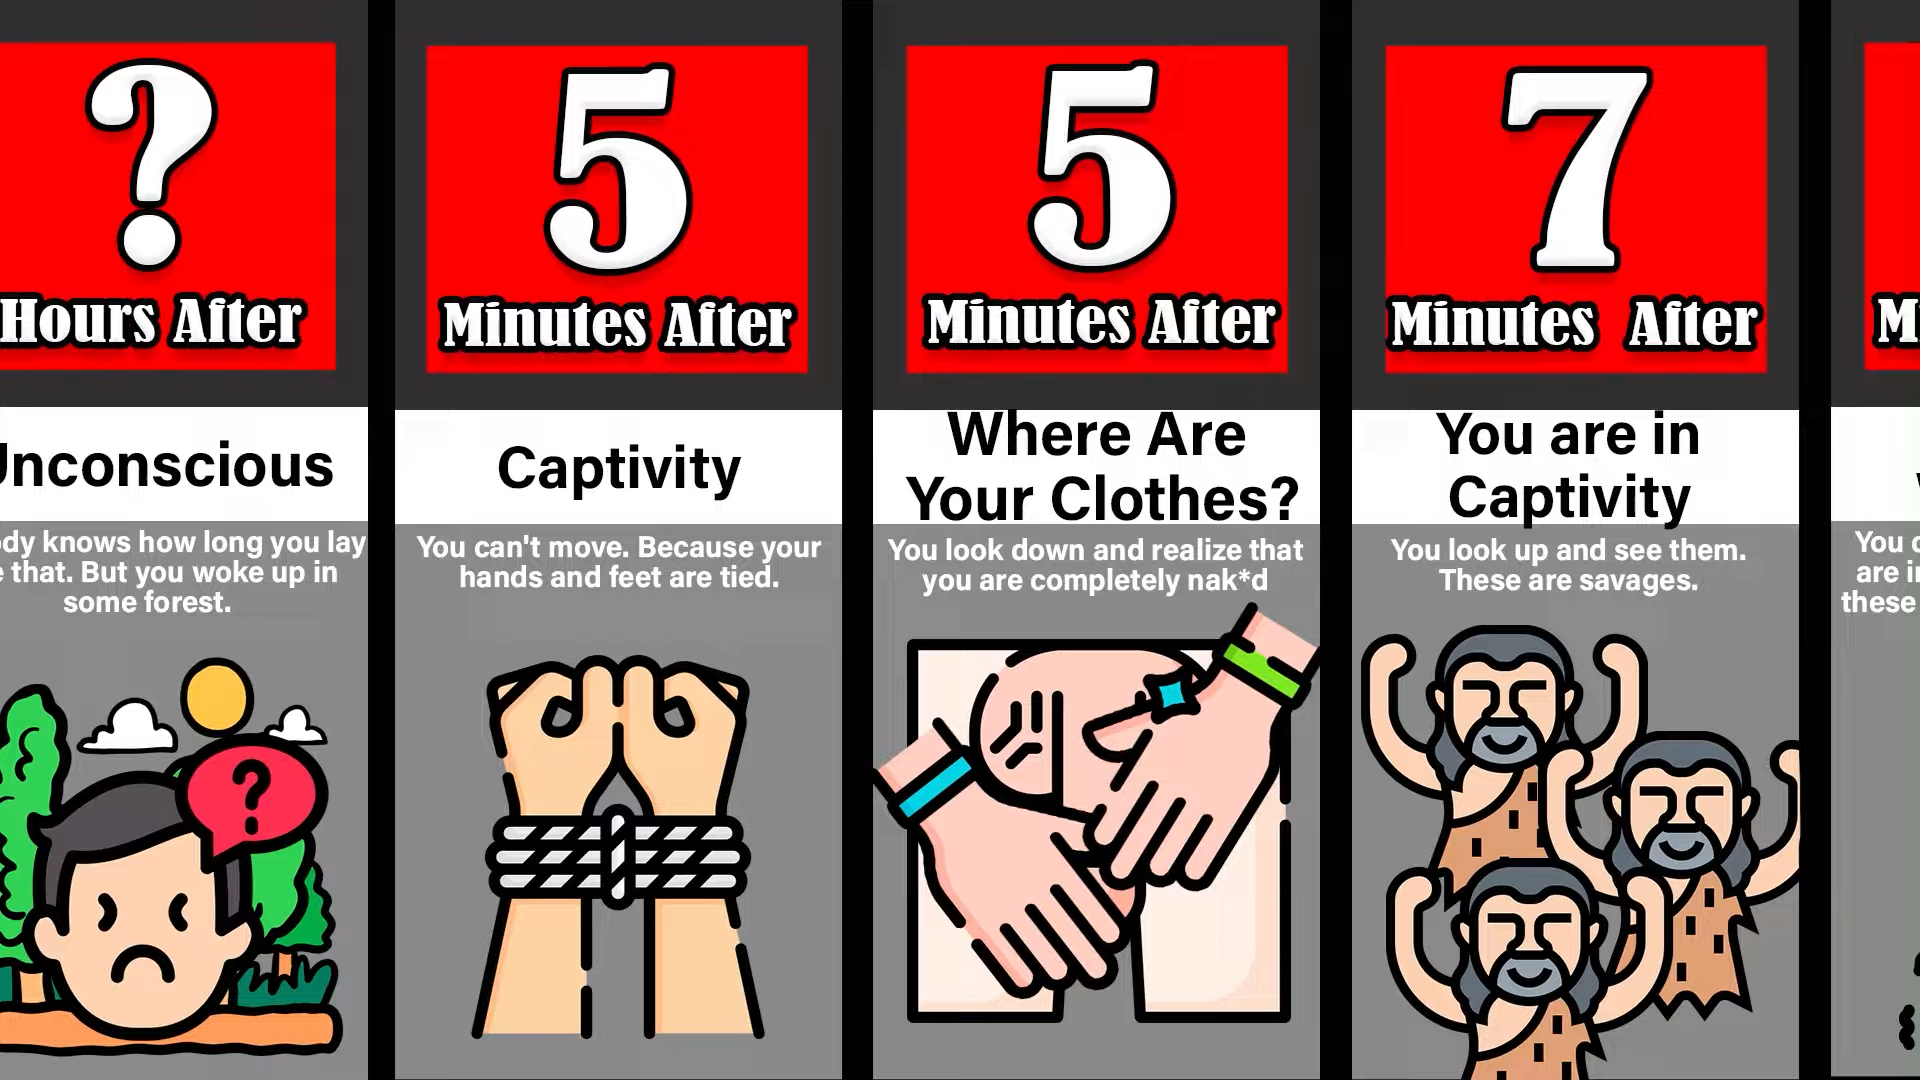 ?
Hours After
Unconscious
knows how long you lay
that. But you woke up in
some forest.
5
Minutes After
Captivity
You can't move. Because your
hands and feet are tied.
5
Minutes After
Where Are
Your Clothes?
You look down and realize that
you are completely nak*d
7
Minutes After
You are in
Captivity
You look up and see them.
These are savages.
You
are
these